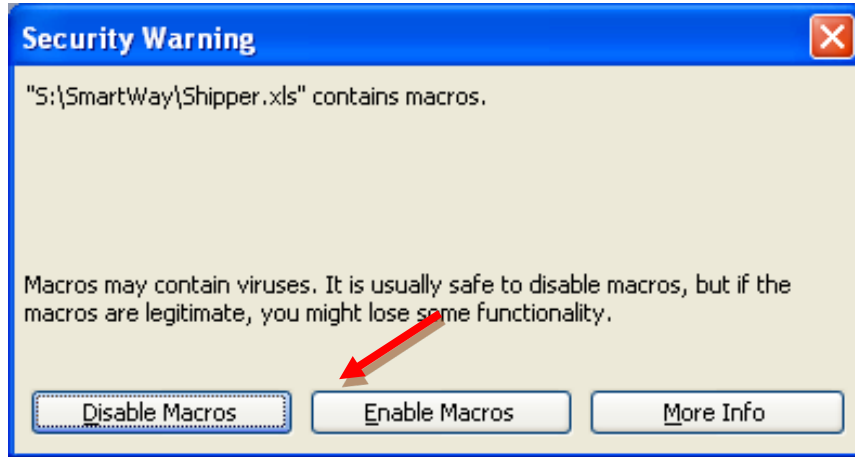 Security Warning
"S:\SmartWay\Shipper.xls" contains macros.
Macros may contain viruses. It is usually safe to disable macros, but if the
macros are legitimate, you might lose some functionality.
Disable Macros Enable Macros More Info